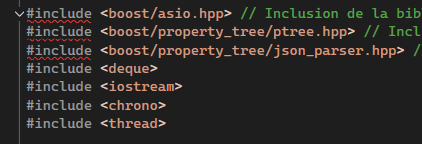 #include <boost/asio.hpp> // Inclusion de la bib
#include <boost/property_tree/ptree.hpp> // Incl
#include <boost/property_tree/json_parser.hpp> /
#include <deque>
#include <iostream>
#include <chrono>
#include <thread>